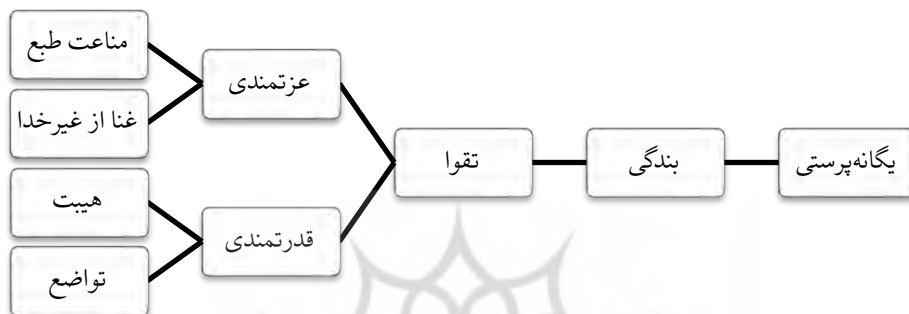 یگانه‌پرستی
بندگی
تقوا
عزتمندی
مناعت طبع
غنا از غیرخدا
قدرتمندی
هیبت
تواضع